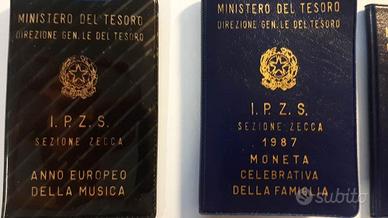 MINISTERO DEL TESORO
DIREZIONE GEN.LE DEL TESORO
I.P.Z.S.
SEZIONE ZECCA
ANNO EUROPEO
DELLA MUSICA
MINISTERO DEL TESORO
DIREZIONE GEN.LE DEL TESORO
I.P.Z.S.
SEZIONE ZECCA
1987
MONETA
CELEBRATIVA
DELLA FAMIGLIA
subito